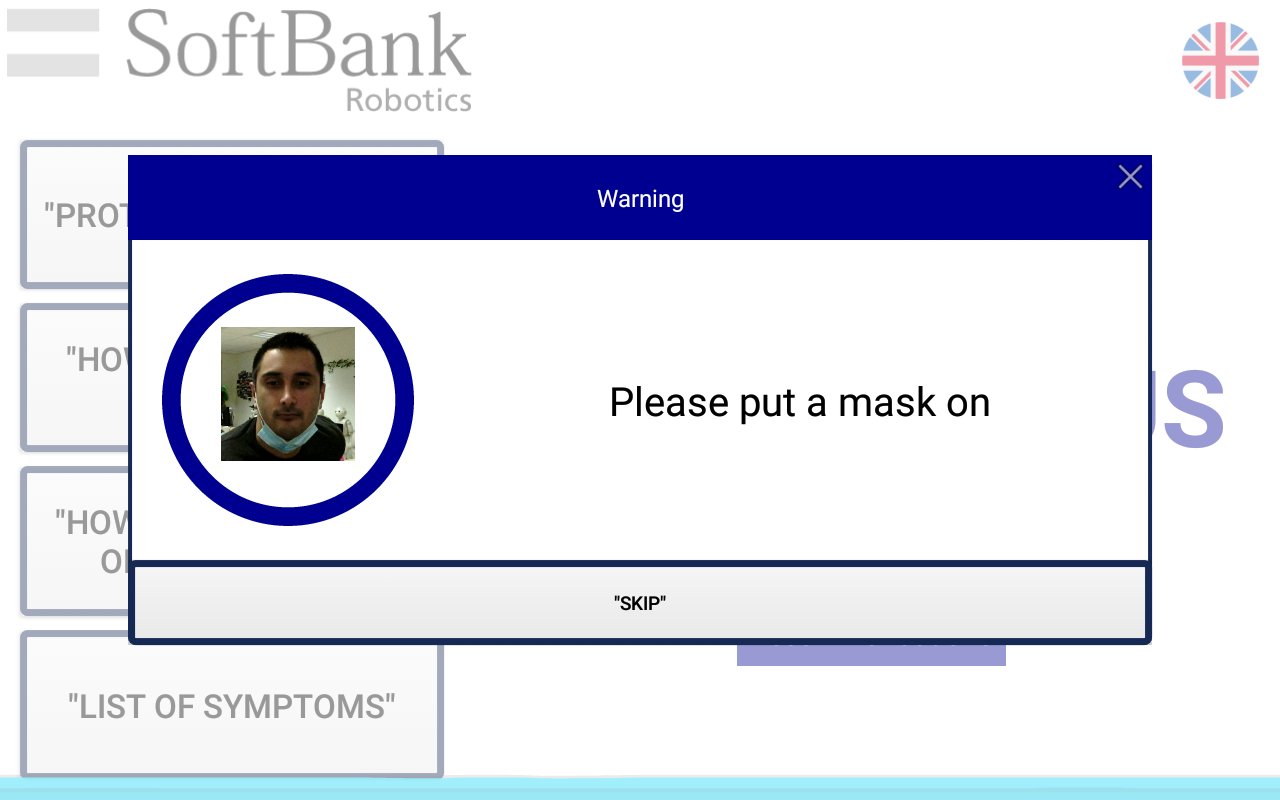 SoftBank
Robotics
Warning
"PROT
"HOW
Please put a mask on
US
"HOW
"SKIP"
"LIST OF SYMPTOMS"